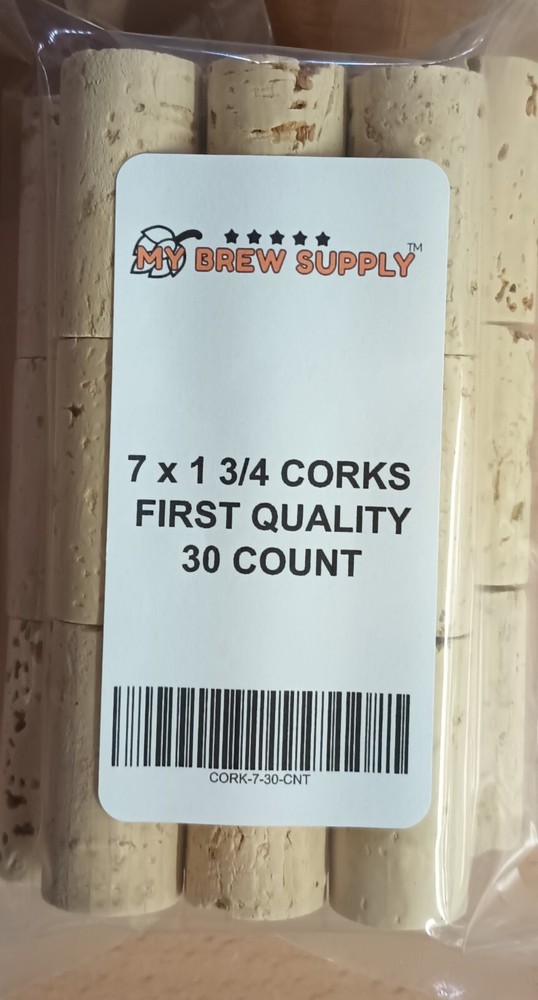 MY BREW SUPPLY™
7 x 1 3/4 CORKS
FIRST QUALITY
30 COUNT
CORK-7-30-CNT